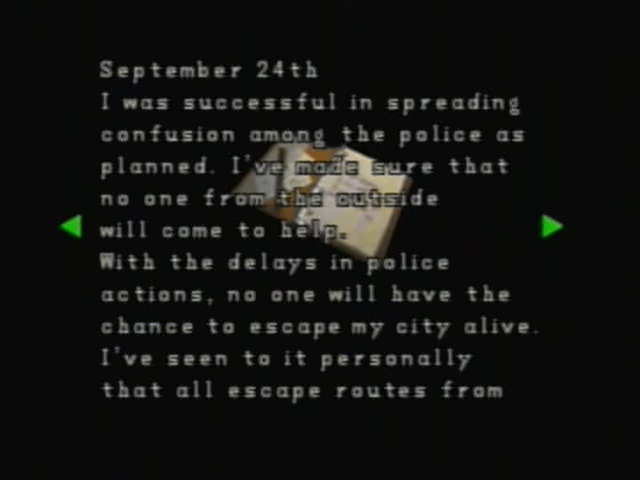 September 24th
I was successful in spreading
confusion among the police as
planned. I've made sure that
no one from the outside
will come to help.
With the delays in police
actions, no one will have the
chance to escape my city alive.
I've seen to it personally
that all escape routes from